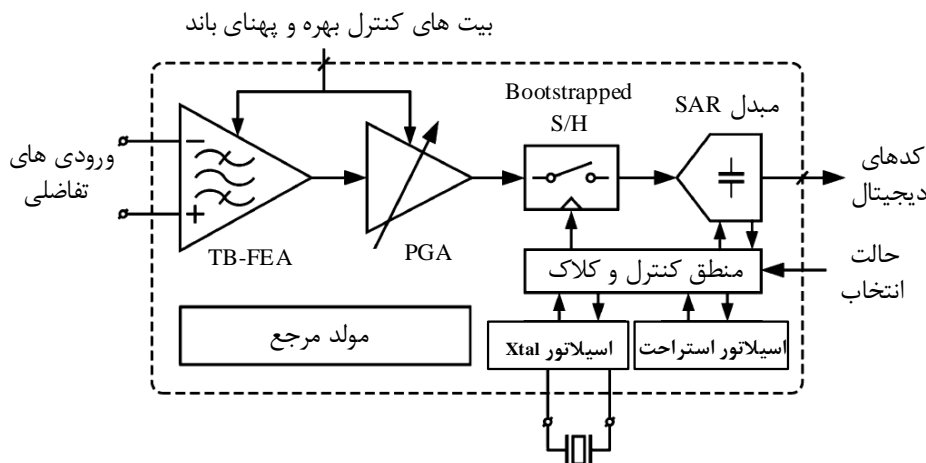 بیت های کنترل بهره و پهنای باند
Bootstrapped
S/H
مبدل SAR
ورودی های
تفاضلی
کدهای
دیجیتال
TB-FEA
PGA
منطق کنترل و کلاک
حالت
انتخاب
مولد مرجع
اسیلاتور Xtal
اسیلاتور استراحت